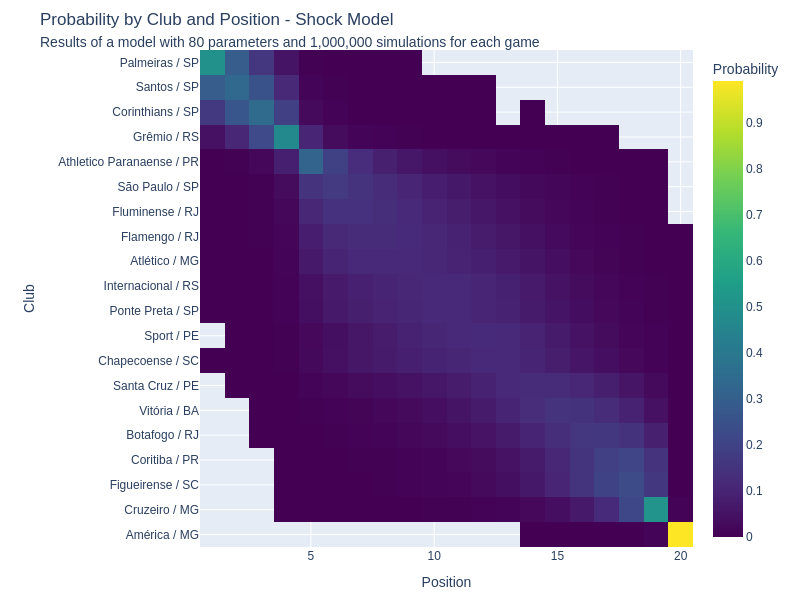 Probability by Club and Position - Shock Model
Results of a model with 80 parameters and 1,000,000 simulations for each game
Probability
Palmeiras / SP
Santos / SP
Corinthians / SP
Grêmio / RS
Athletico Paranaense / PR
São Paulo / SP
Fluminense / RJ
Flamengo / RJ
Atlético / MG
Internacional / RS
Ponte Preta / SP
Sport / PE
Chapecoense / SC
Santa Cruz / PE
Vitória / BA
Botafogo / RJ
Coritiba / PR
Figueirense / SC
Cruzeiro / MG
América / MG
Club
5
10
15
20
Position
0.9
0.8
0.7
0.6
0.5
0.4
0.3
0.2
0.1
0